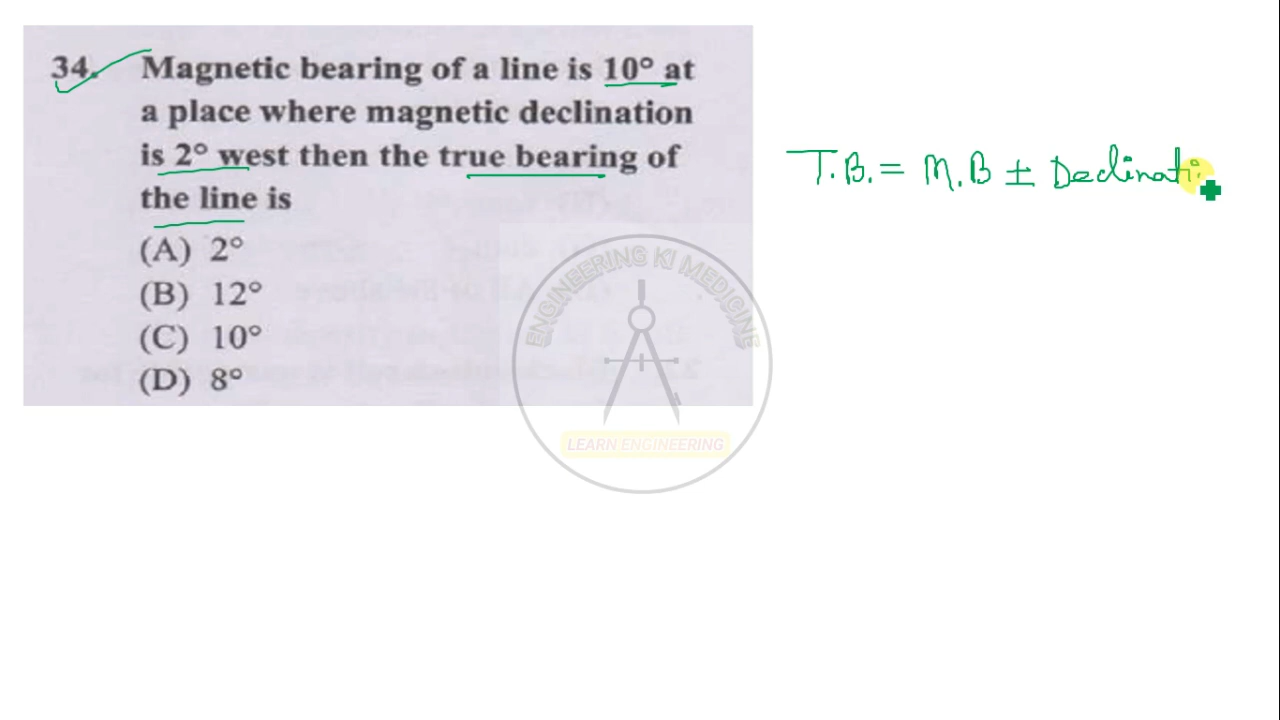 34. Magnetic bearing of a line is 10° at
a place where magnetic declination
is 2° west then the true bearing of
the line is
(A) 2°
(B) 12°
(C) 10°
(D) 8°
T.B. = M.B ± Declinati
ENGINEERING KI MEDICINE
LEARN ENGINEERING